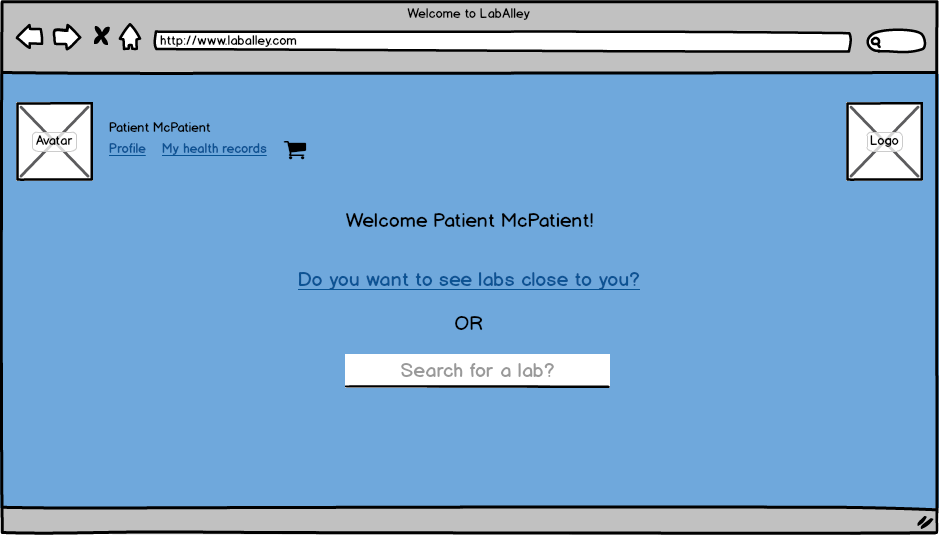 Welcome to LabAlley
http://www.laballey.com
Avatar
Patient McPatient
Profile My health records
Logo
Welcome Patient McPatient!
Do you want to see labs close to you?
OR
Search for a lab?